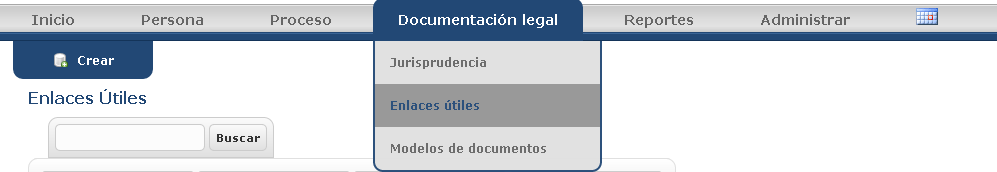 Inicio Persona Proceso Documentación legal Reportes Administrar
Crear
Jurisprudencia
Enlaces Útiles
Enlaces útiles
Buscar
Modelos de documentos